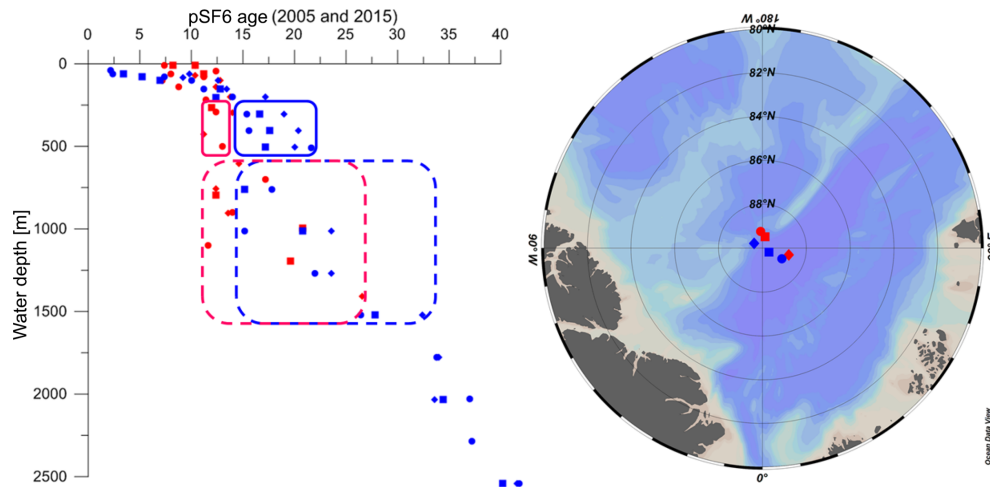 pSF6 age (2005 and 2015)
0 5 10 15 20 25 30 35 40
0
500
1000
1500
2000
2500
Water depth [m]
180° W
80°N
82°N
84°N
86°N
88°N
90° W
0°
Ocean Data View